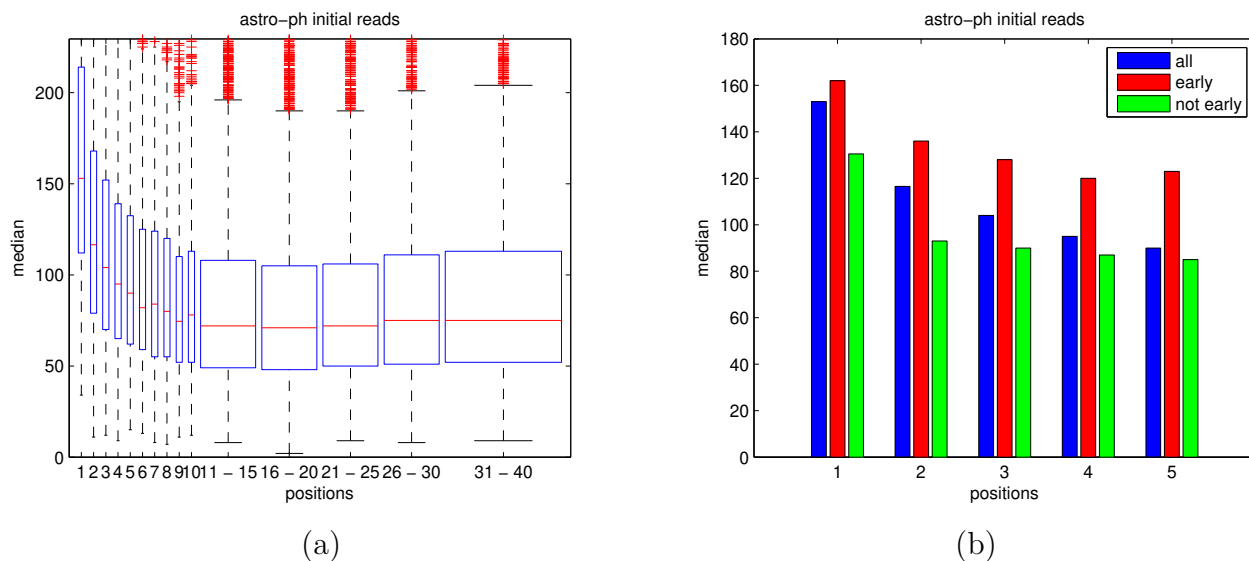 astro-ph initial reads
200
150
100
50
0
median
1 2 3 4 5 6 7 8 9 10 11 – 15 16 – 20 21 – 25 26 – 30 31 – 40
positions
(a)
astro-ph initial reads
180
160
140
120
100
80
60
40
20
0
median
all
early
not early
1 2 3 4 5
positions
(b)